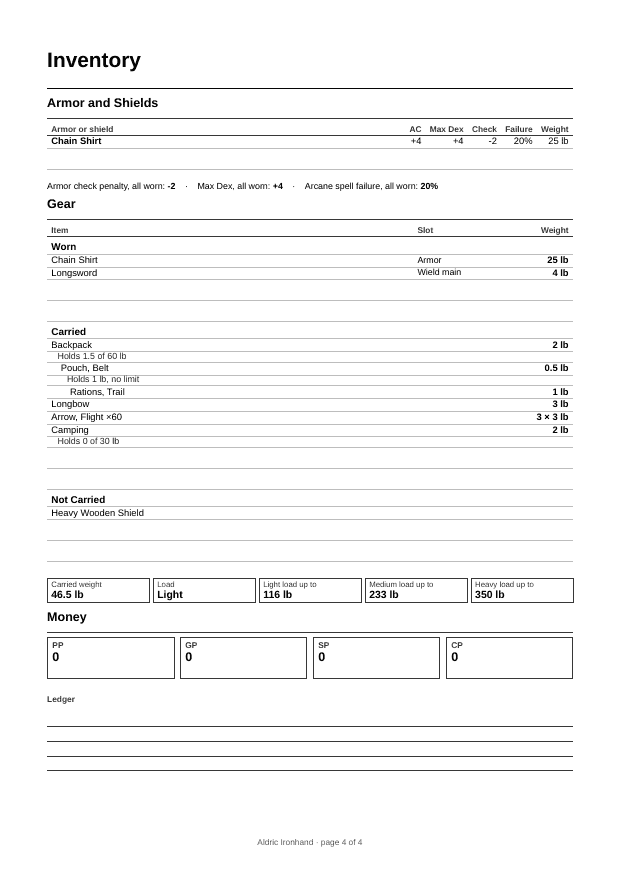 Inventory
Armor and Shields
Armor or shield AC Max Dex Check Failure Weight
Chain Shirt +4 +4 -2 20% 25 lb
Armor check penalty, all worn: -2 · Max Dex, all worn: +4 · Arcane spell failure, all worn: 20%
Gear
Item Slot Weight
Worn
Chain Shirt Armor 25 lb
Longsword Wield main 4 lb
Carried
Backpack 2 lb
Holds 1.5 of 60 lb
Pouch, Belt 0.5 lb
Holds 1 lb, no limit
Rations, Trail 1 lb
Longbow 3 lb
Arrow, Flight ×60 3 × 3 lb
Camping 2 lb
Holds 0 of 30 lb
Not Carried
Heavy Wooden Shield
Carried weight Load Light load up to Medium load up to Heavy load up to
46.5 lb Light 116 lb 233 lb 350 lb
Money
PP GP SP CP
0 0 0 0
Ledger
Aldric Ironhand · page 4 of 4